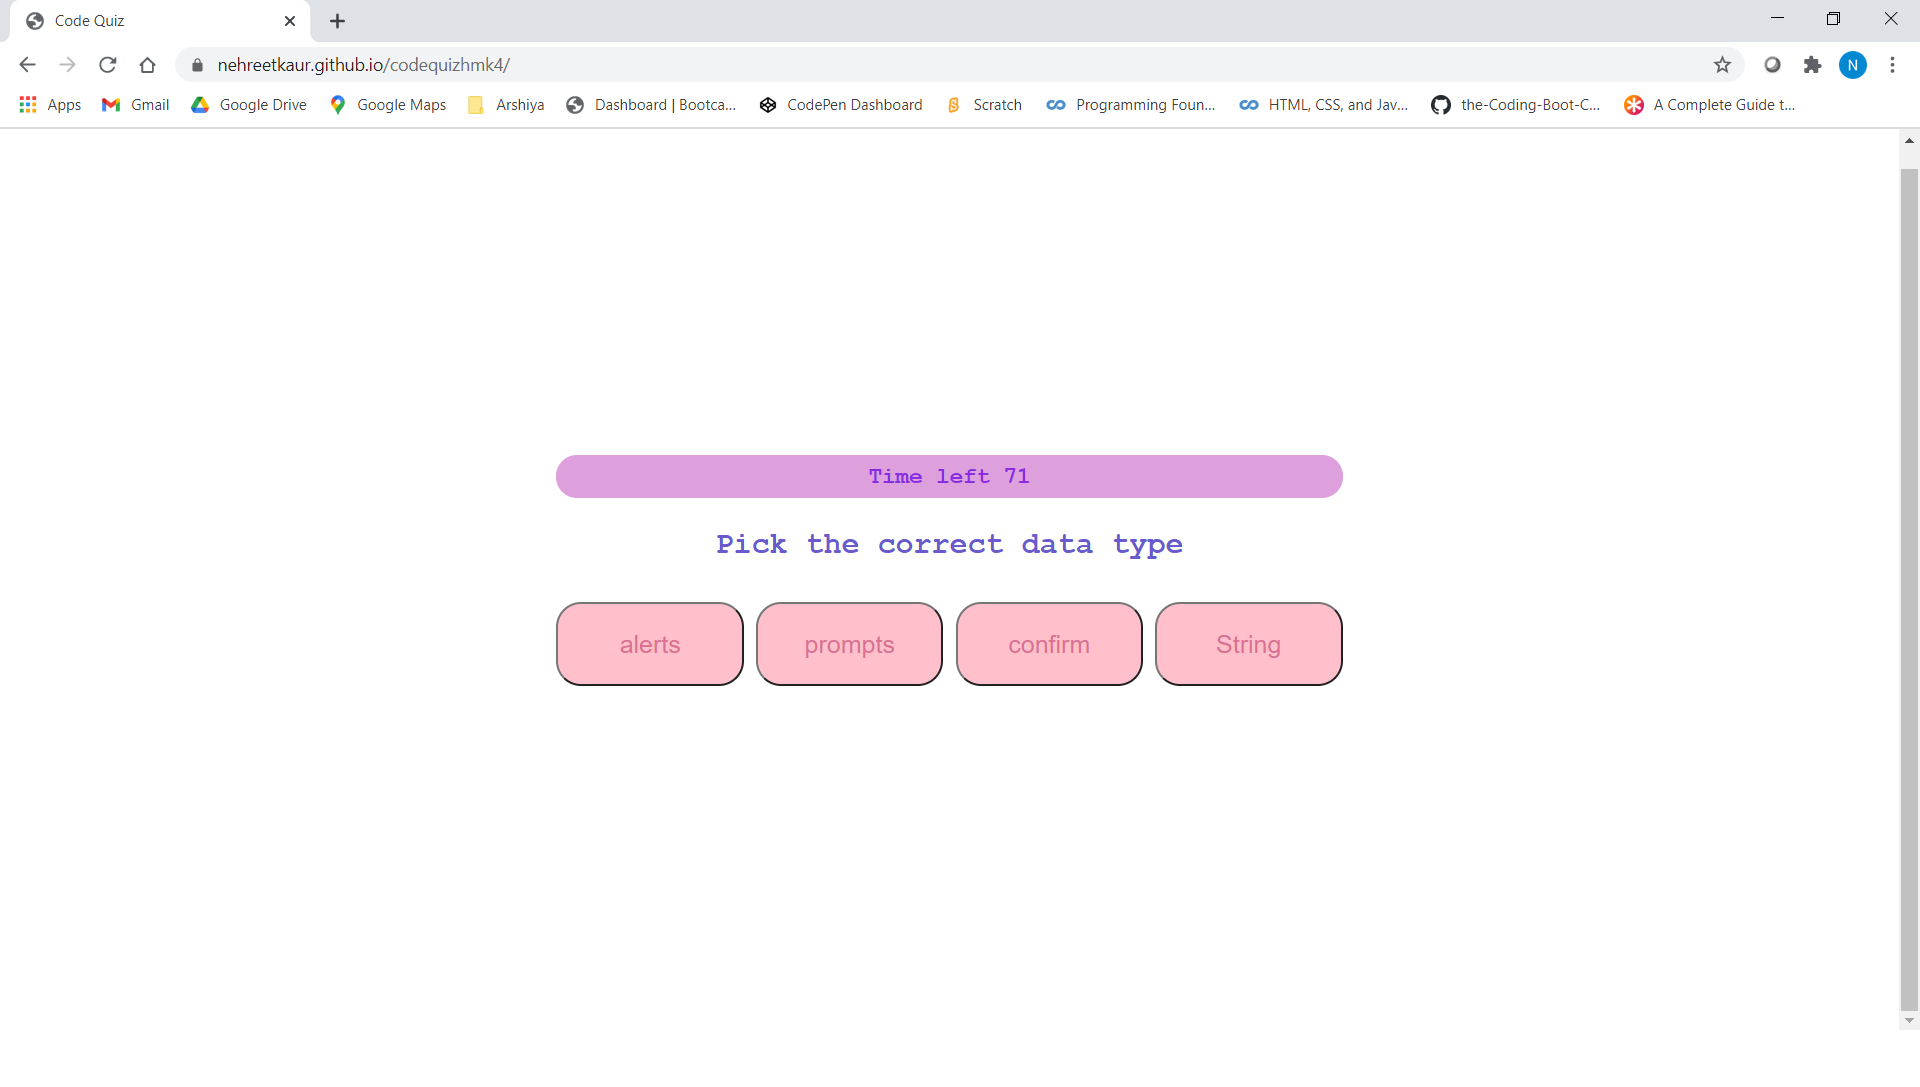 Code Quiz
nehreetkaur.github.io/codequizhmk4/
N
Apps Gmail Google Drive Google Maps Arshiya Dashboard | Bootca... CodePen Dashboard Scratch Programming Foun... HTML, CSS, and Jav... the-Coding-Boot-C... A Complete Guide t...
Time left 71
Pick the correct data type
alerts prompts confirm String